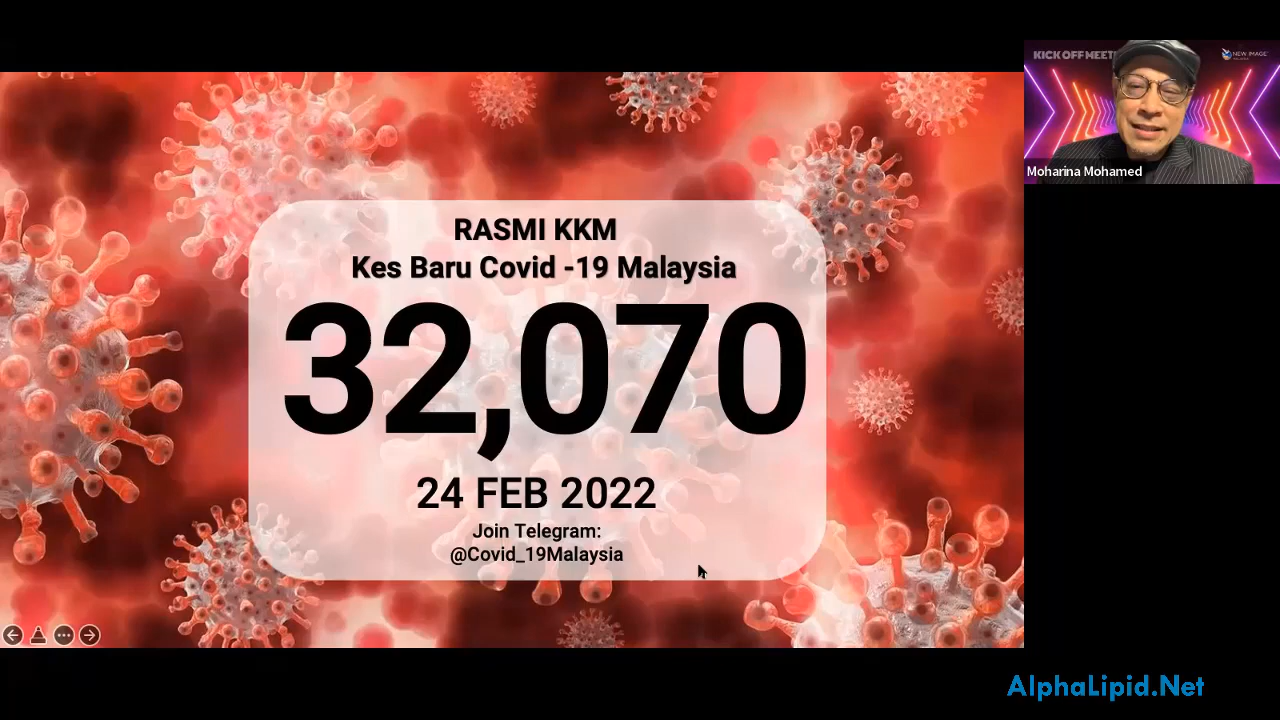 RASMI KKM
Kes Baru Covid -19 Malaysia
32,070
24 FEB 2022
Join Telegram:
@Covid_19Malaysia
KICK OFF MEET
NEW IMAGE
Moharina Mohamed
AlphaLipid.Net